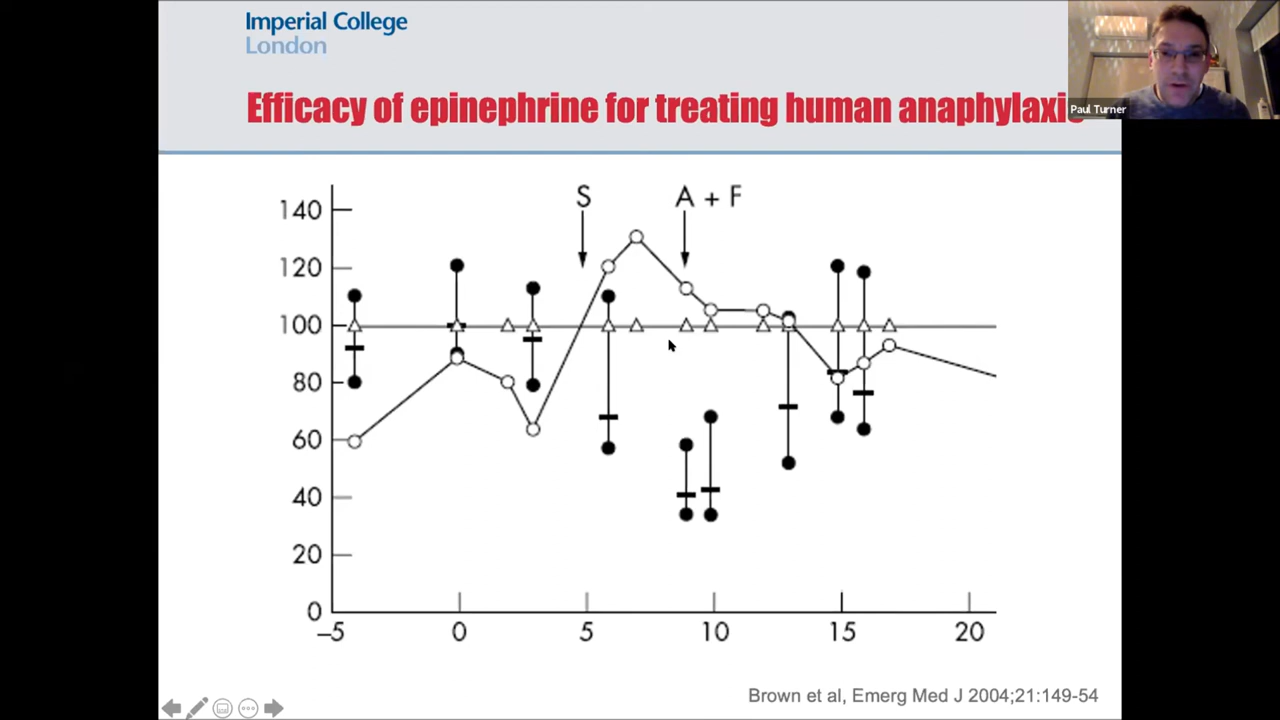 Imperial College
London
Efficacy of epinephrine for treating human anaphylaxis
Paul Turner
S
A + F
140
120
100
80
60
40
20
0
–5
0
5
10
15
20
Brown et al, Emerg Med J 2004;21:149-54